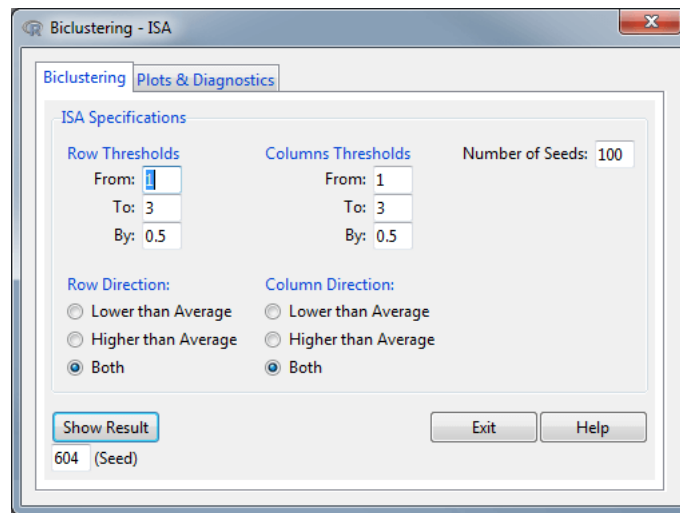 Biclustering - ISA
Biclustering Plots & Diagnostics
ISA Specifications
Row Thresholds Columns Thresholds Number of Seeds: 100
From: 1 From: 1
To: 3 To: 3
By: 0.5 By: 0.5
Row Direction: Column Direction:
Lower than Average Lower than Average
Higher than Average Higher than Average
Both Both
Show Result Exit Help
604 (Seed)